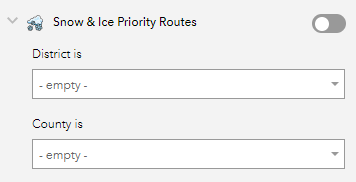 Snow & Ice Priority Routes
District is
- empty -
County is
- empty -